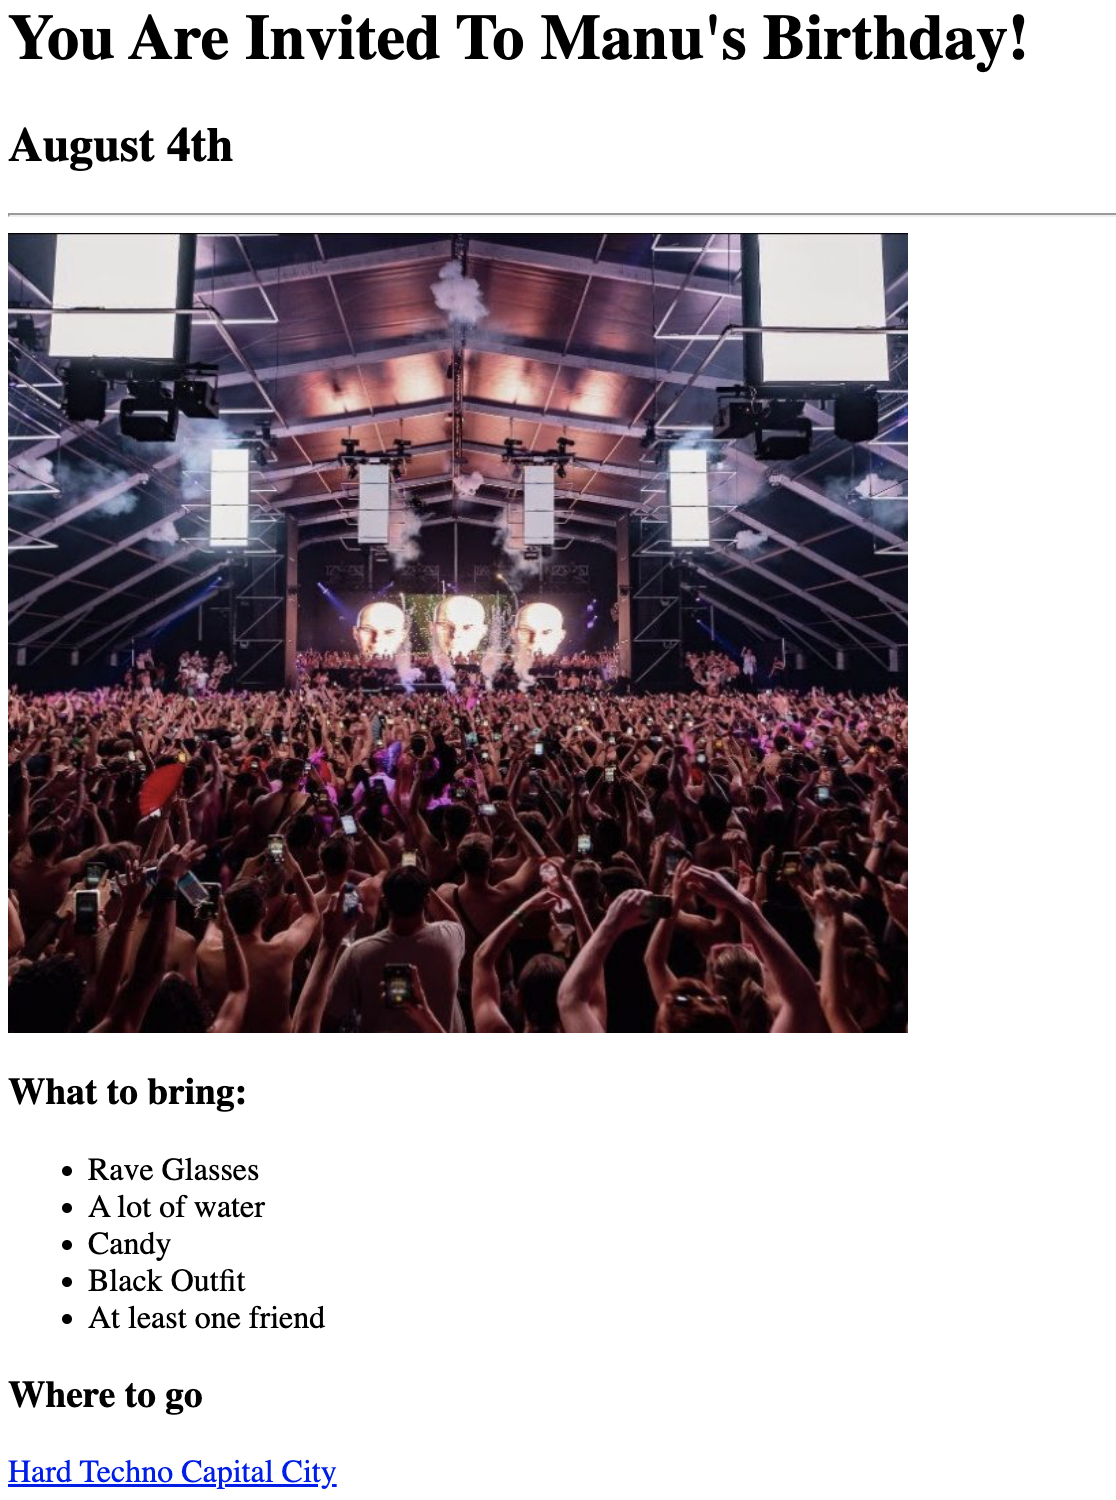 You Are Invited To Manu's Birthday!
August 4th
What to bring:
Rave Glasses
A lot of water
Candy
Black Outfit
At least one friend
Where to go
Hard Techno Capital City